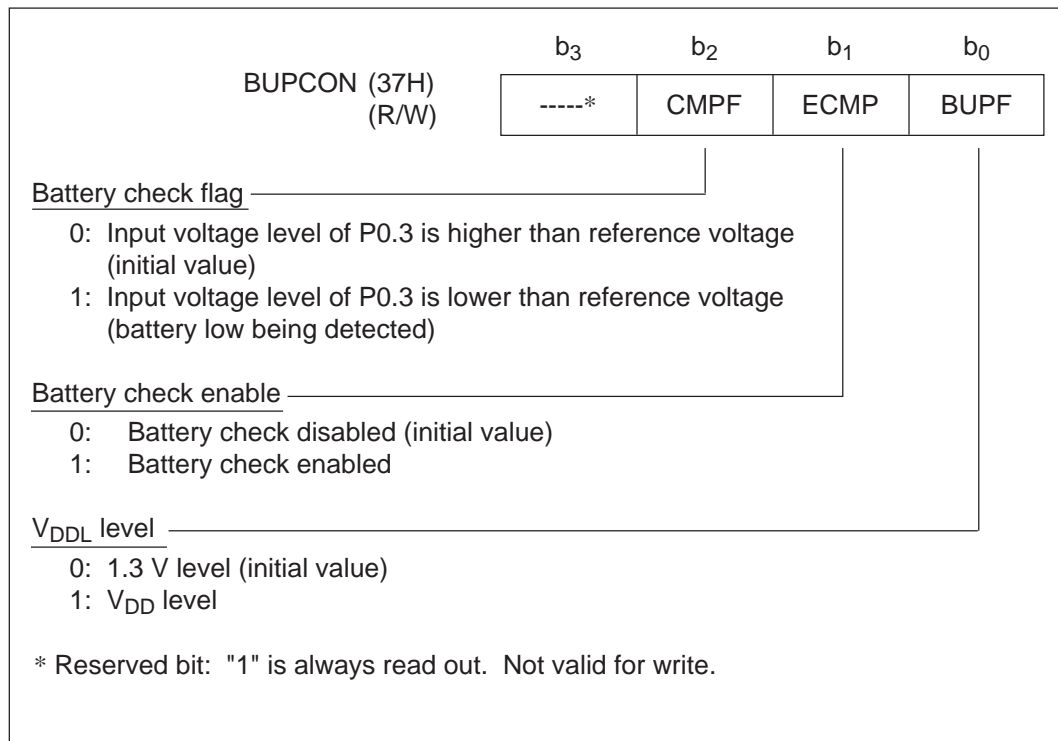 b3 b2 b1 b0
BUPCON (37H)
(R/W)
-----* CMPF ECMP BUPF
Battery check flag
0: Input voltage level of P0.3 is higher than reference voltage
(initial value)
1: Input voltage level of P0.3 is lower than reference voltage
(battery low being detected)
Battery check enable
0: Battery check disabled (initial value)
1: Battery check enabled
VDDL level
0: 1.3 V level (initial value)
1: VDD level
* Reserved bit: "1" is always read out. Not valid for write.